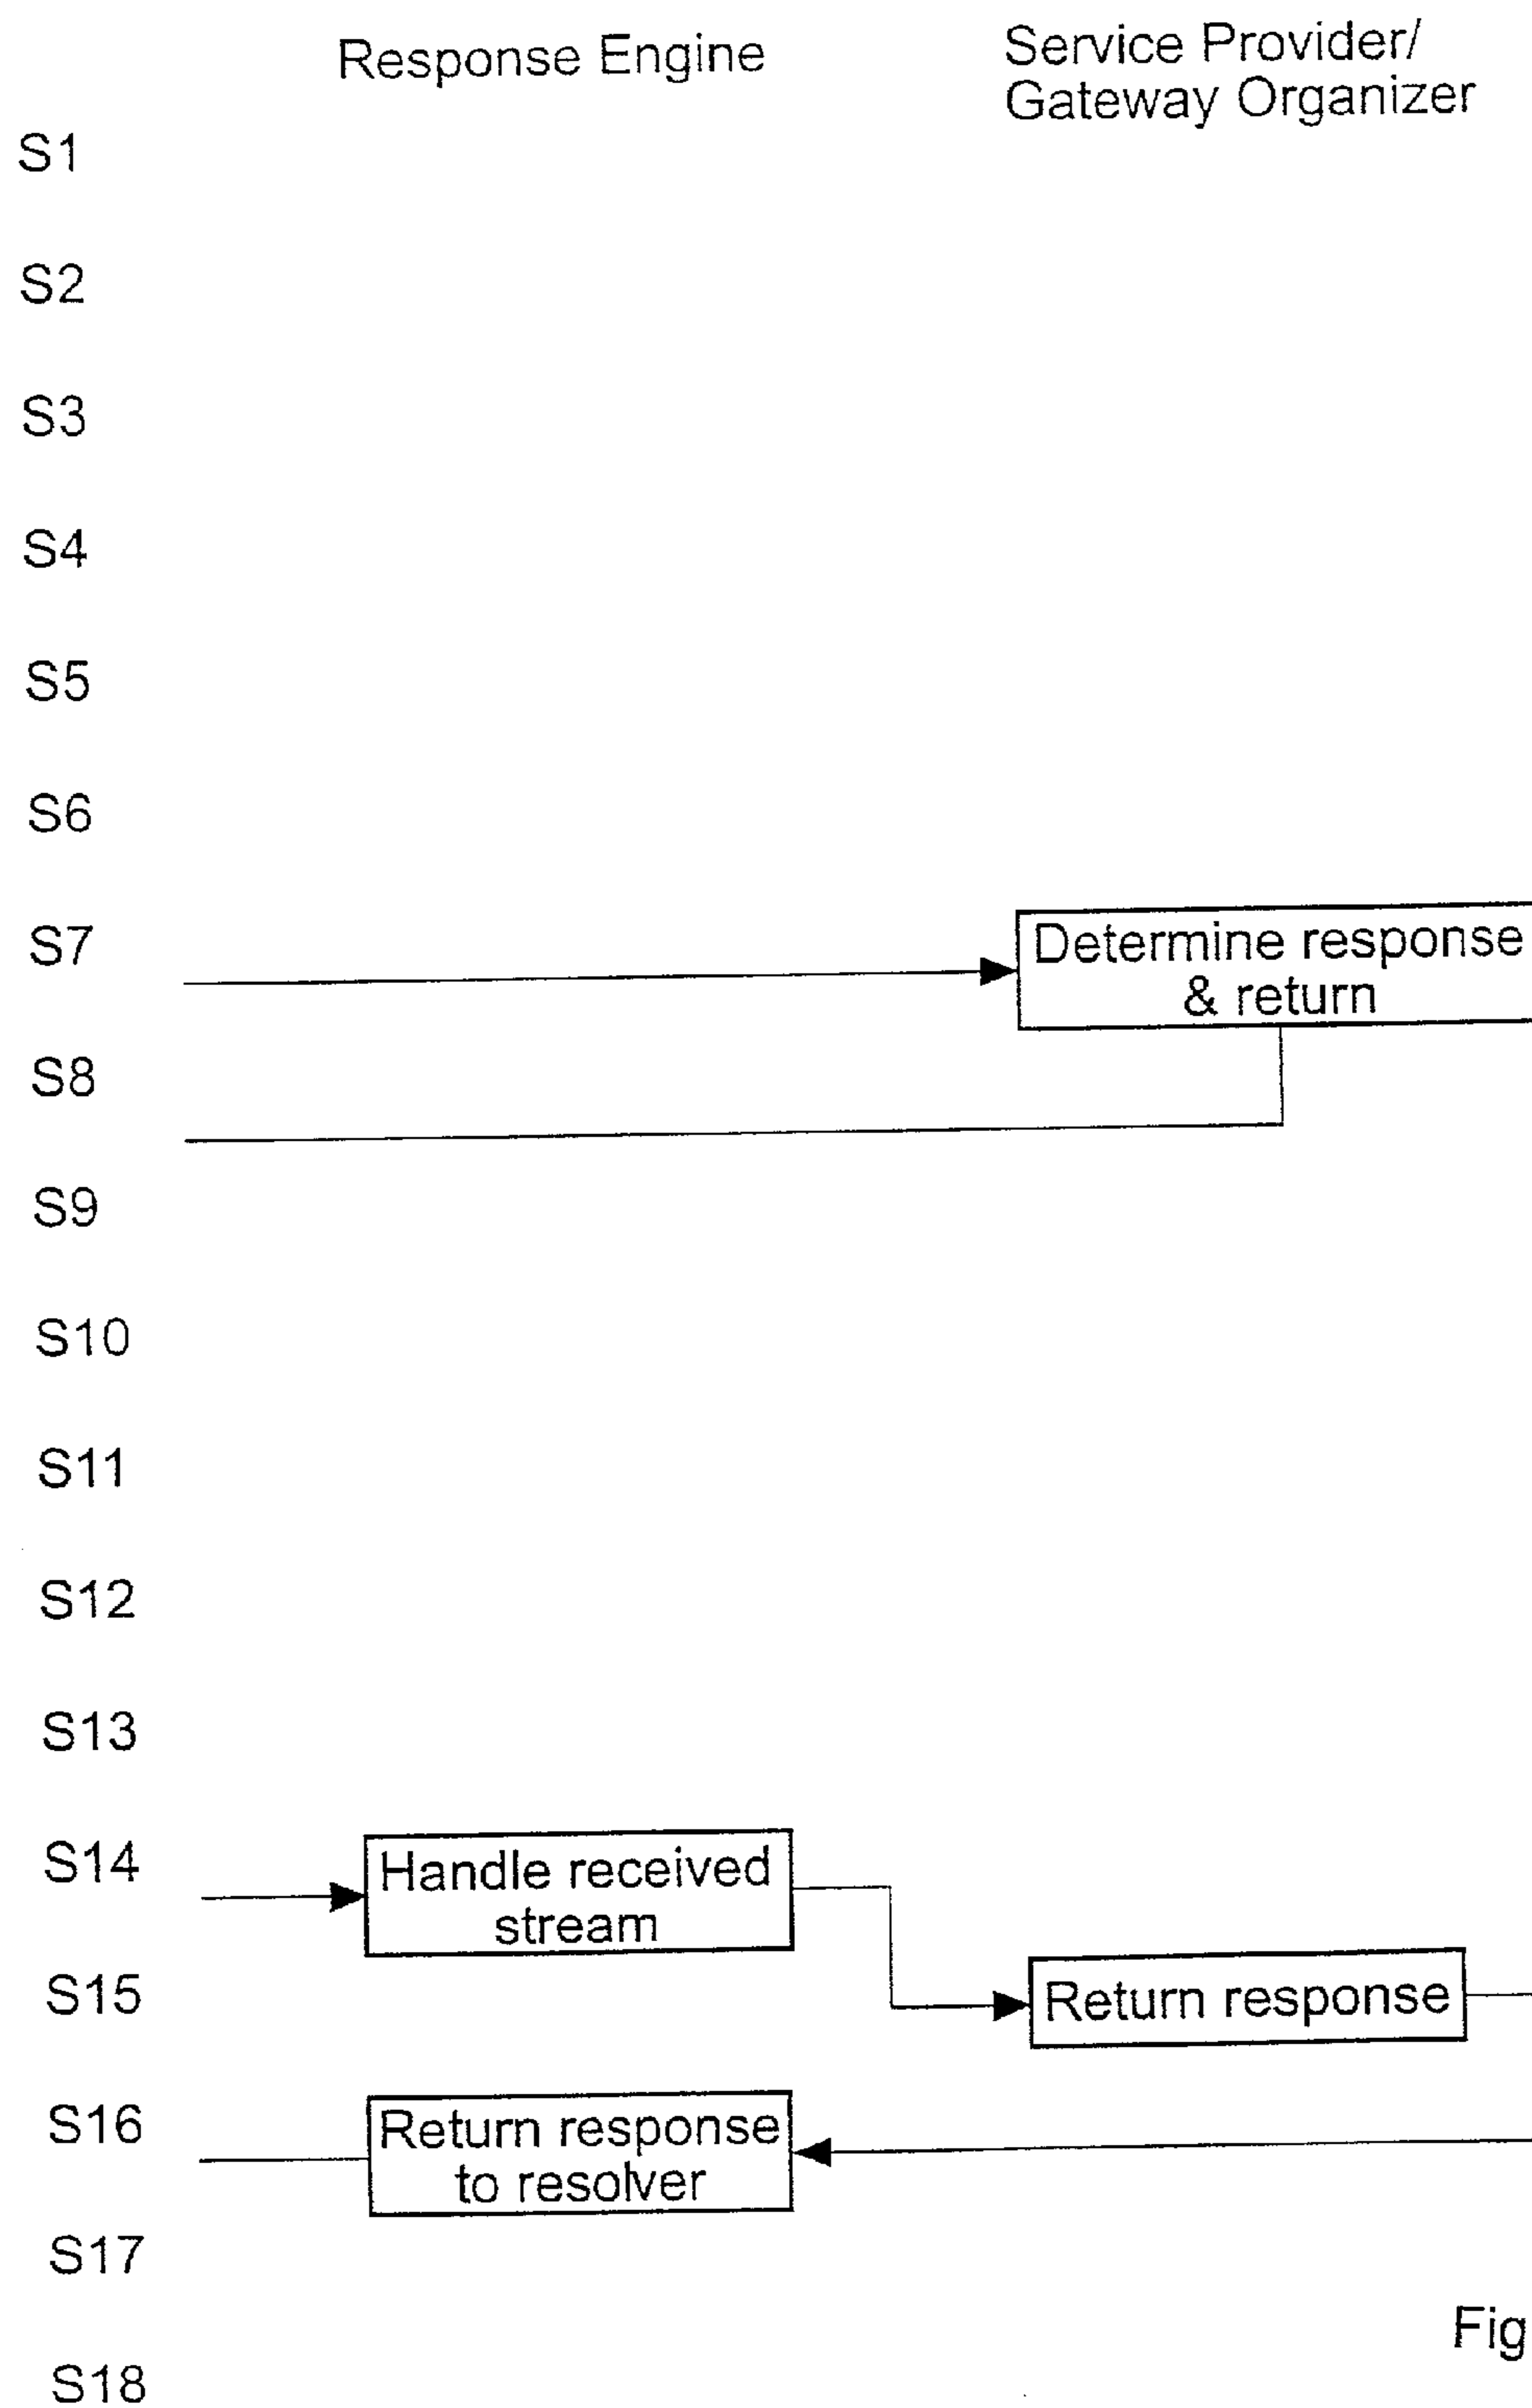 Response Engine
Service Provider/
Gateway Organizer
S1
S2
S3
S4
S5
S6
S7
Determine response
& return
S8
S9
S10
S11
S12
S13
S14
Handle received
stream
S15
Return response
S16
Return response
to resolver
S17
Fig
S18